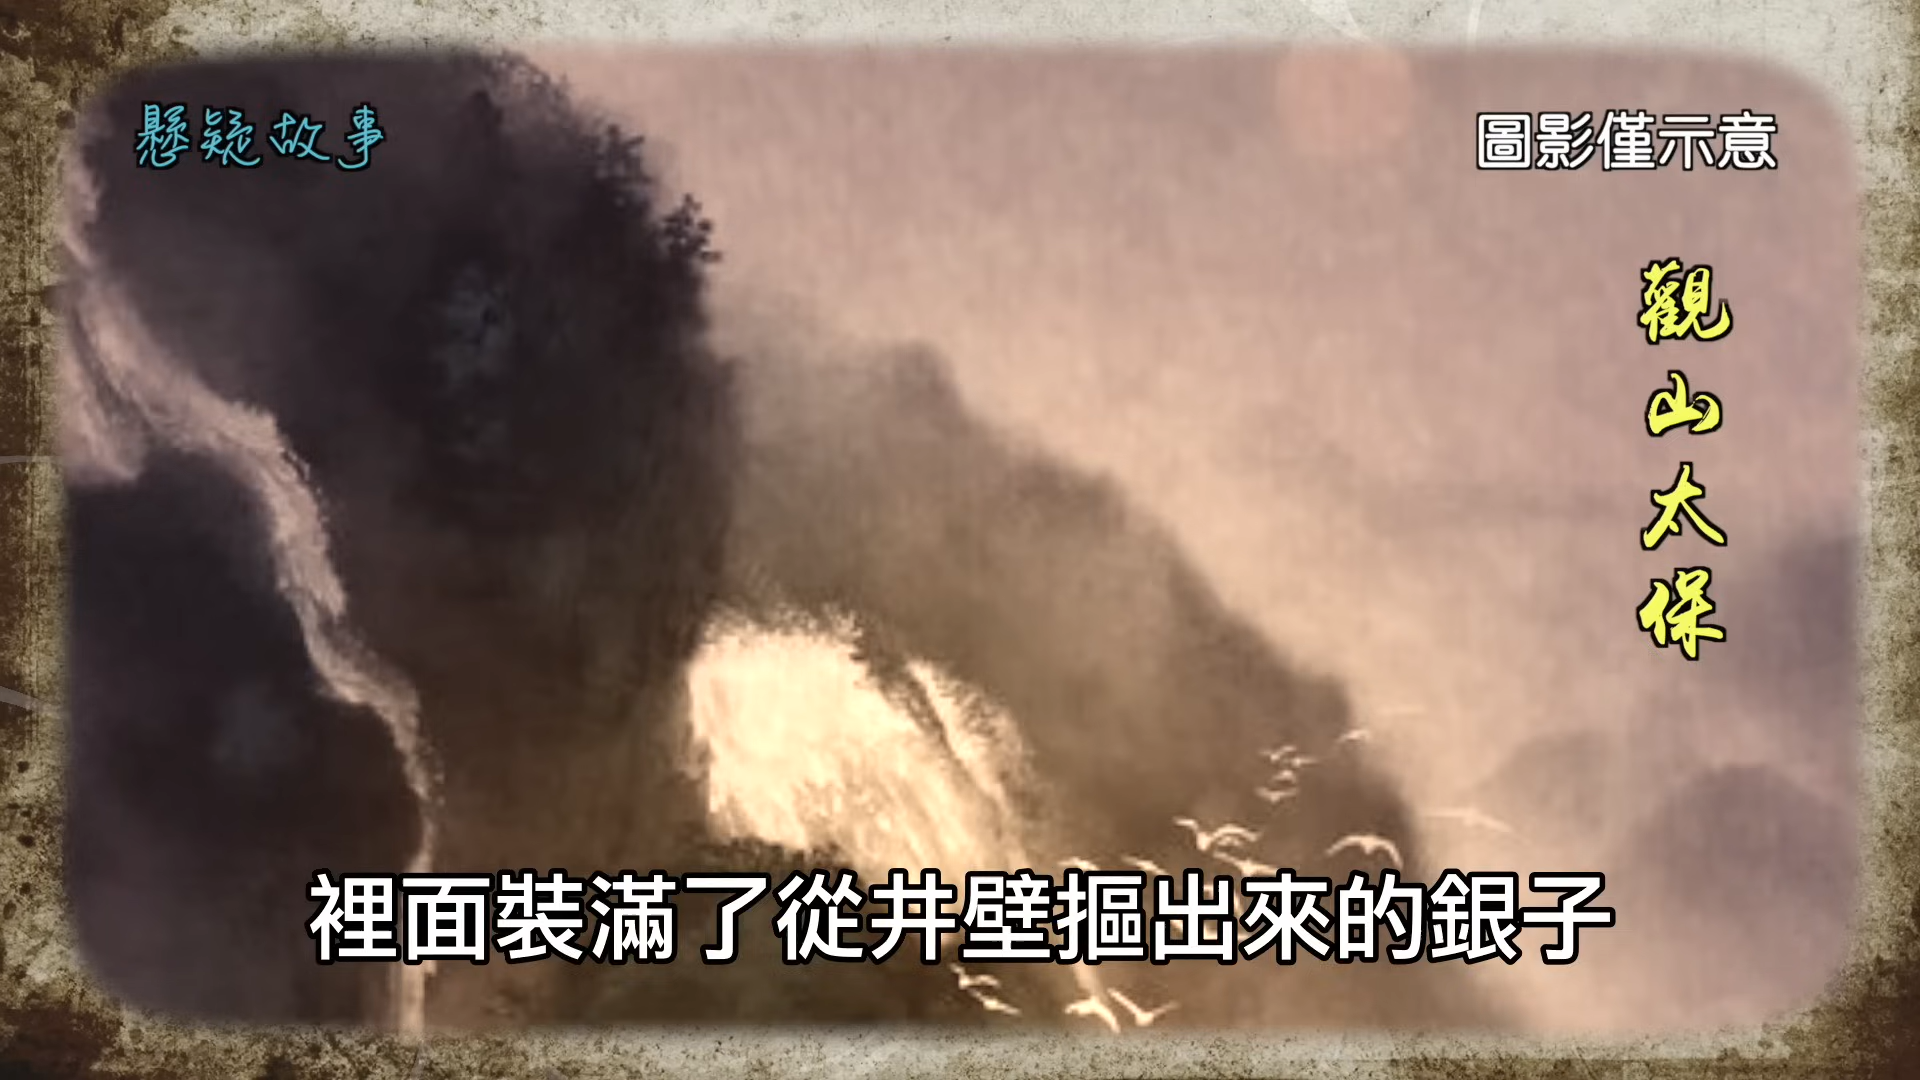 懸疑故事
圖影僅示意
觀山太保
裡面裝滿了從井壁摳出來的銀子